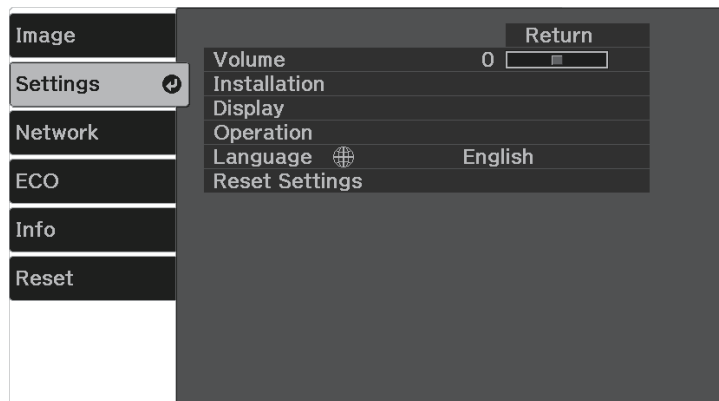 Image
Settings
Network
ECO
Info
Reset
Return
Volume 0
Installation
Display
Operation
Language English
Reset Settings